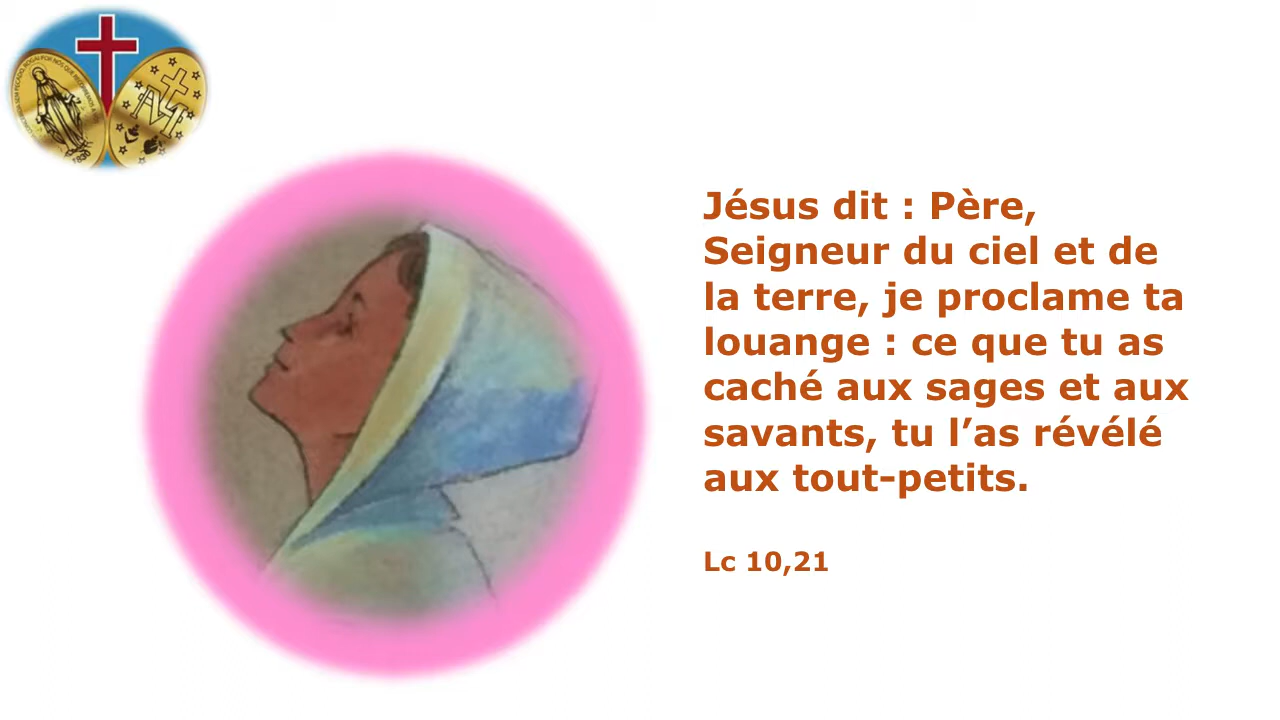 Jésus dit : Père,
Seigneur du ciel et de
la terre, je proclame ta
louange : ce que tu as
caché aux sages et aux
savants, tu l’as révélé
aux tout-petits.
Lc 10,21